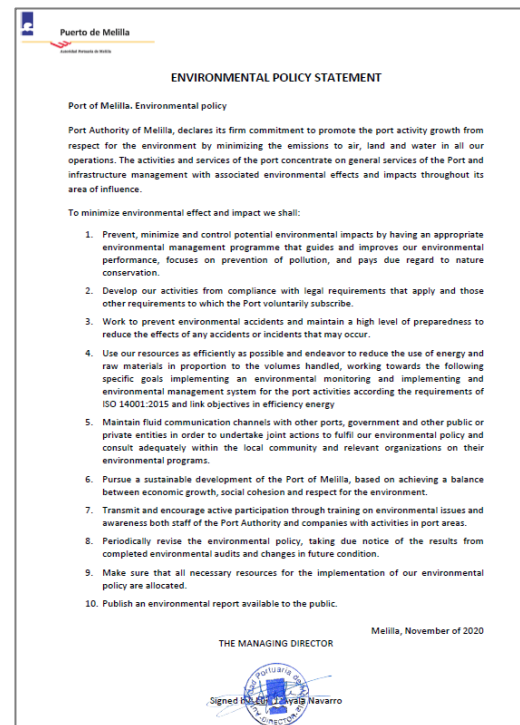 Puerto de Melilla
Autoridad Portuaria de Melilla
ENVIRONMENTAL POLICY STATEMENT
Port of Melilla. Environmental policy
Port Authority of Melilla, declares its firm commitment to promote the port activity growth from
respect for the environment by minimizing the emissions to air, land and water in all our
operations. The activities and services of the port concentrate on general services of the Port and
infrastructure management with associated environmental effects and impacts throughout its
area of influence.
To minimize environmental effect and impact we shall:
1. Prevent, minimize and control potential environmental impacts by having an appropriate
environmental management programme that guides and improves our environmental
performance, focuses on prevention of pollution, and pays due regard to nature
conservation.
2. Develop our activities from compliance with legal requirements that apply and those
other requirements to which the Port voluntarily subscribe.
3. Work to prevent environmental accidents and maintain a high level of preparedness to
reduce the effects of any accidents or incidents that may occur.
4. Use our resources as efficiently as possible and endeavor to reduce the use of energy and
raw materials in proportion to the volumes handled, working towards the following
specific goals implementing an environmental monitoring and implementing and
environmental management system for the port activities according the requirements of
ISO 14001:2015 and link objectives in efficiency energy
5. Maintain fluid communication channels with other ports, government and other public or
private entities in order to undertake joint actions to fulfil our environmental policy and
consult adequately within the local community and relevant organizations on their
environmental programs.
6. Pursue a sustainable development of the Port of Melilla, based on achieving a balance
between economic growth, social cohesion and respect for the environment.
7. Transmit and encourage active participation through training on environmental issues and
awareness both staff of the Port Authority and companies with activities in port areas.
8. Periodically revise the environmental policy, taking due notice of the results from
completed environmental audits and changes in future condition.
9. Make sure that all necessary resources for the implementation of our environmental
policy are allocated.
10. Publish an environmental report available to the public.
Melilla, November of 2020
THE MANAGING DIRECTOR
Signed Ayala Navarro